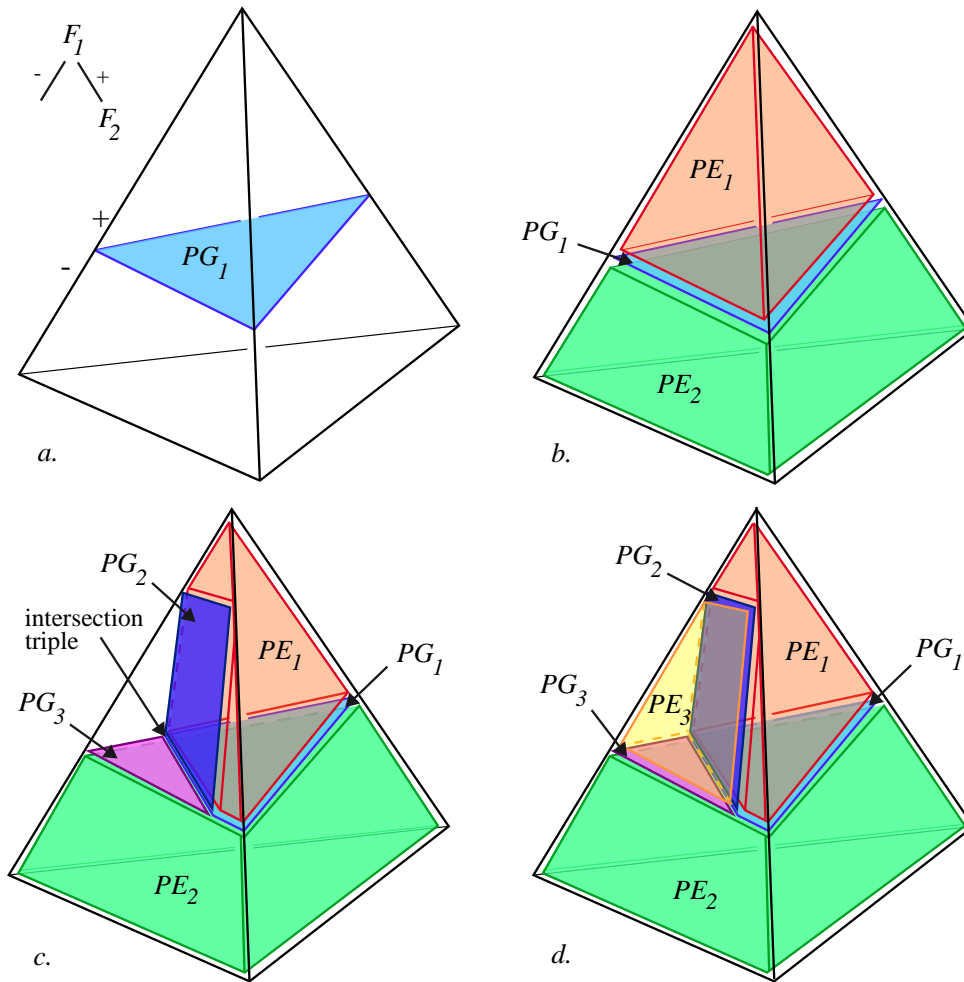 F₁
- +
F₂
+
-
PG₁
a.
PE₁
PG₁
PE₂
b.
PG₂
intersection
triple
PE₁
PG₁
PG₃
PE₂
c.
PG₂
PE₁
PG₁
PG₃
PE₃
PE₂
d.